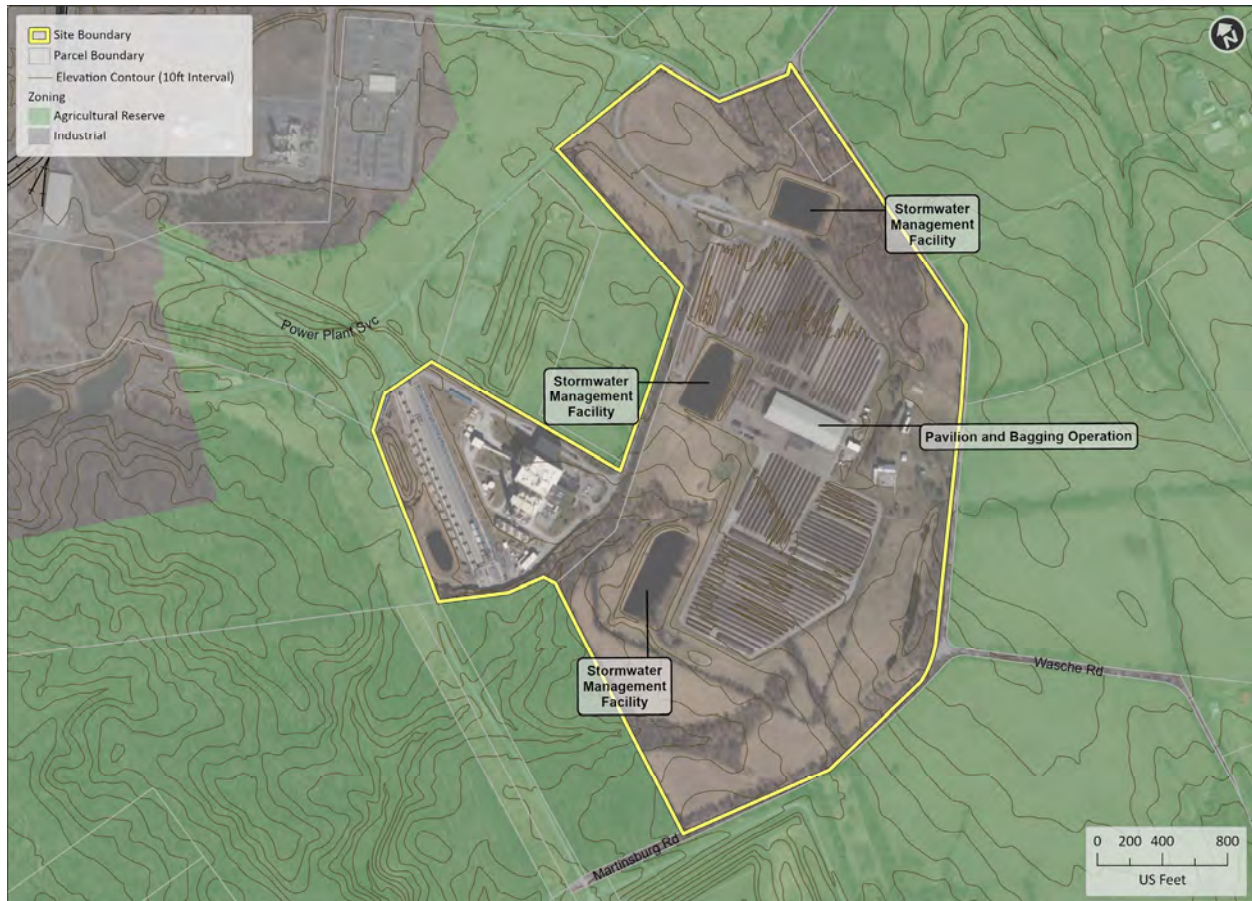 Site Boundary
Parcel Boundary
Elevation Contour (10ft Interval)
Zoning
Agricultural Reserve
Industrial
N
Stormwater
Management
Facility
Power Plant Svc
Stormwater
Management
Facility
Pavilion and Bagging Operation
Stormwater
Management
Facility
Wasche Rd
Martinsburg Rd
0 200 400 800
US Feet